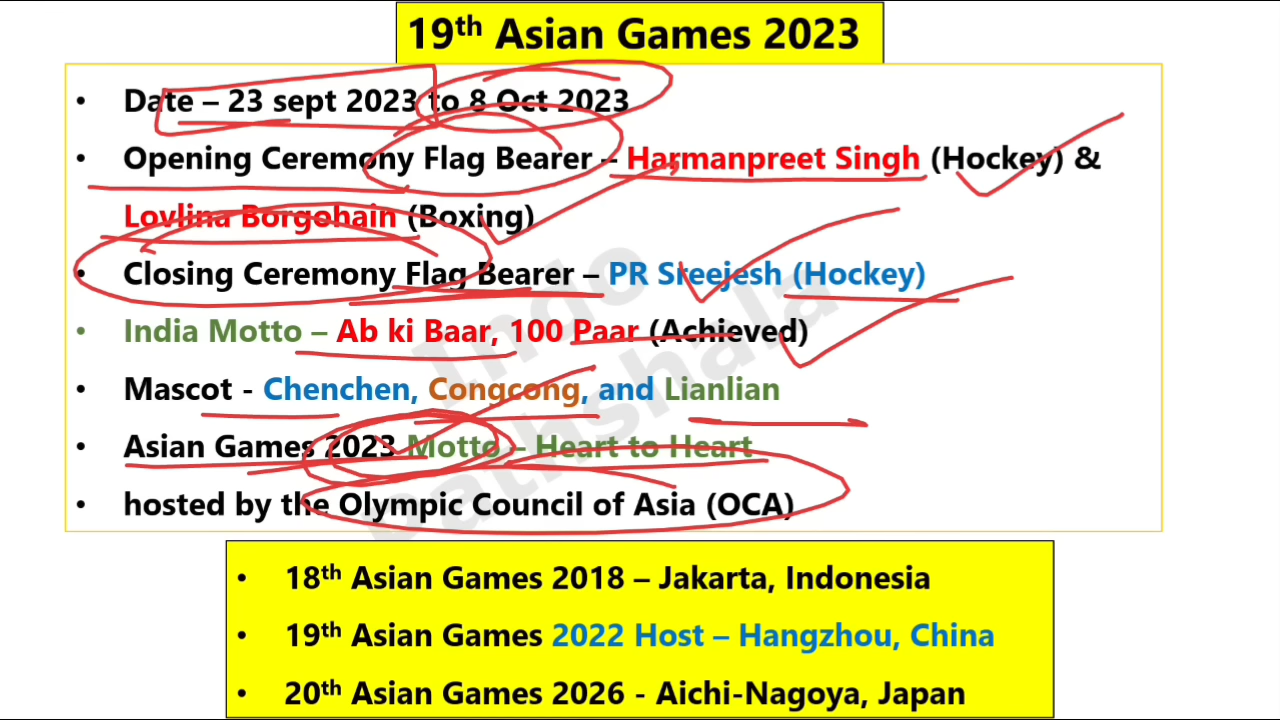 19th Asian Games 2023
• Date – 23 sept 2023 to 8 Oct 2023
• Opening Ceremony Flag Bearer – Harmanpreet Singh (Hockey) &
Lovlina Borgohain (Boxing)
• Closing Ceremony Flag Bearer – PR Sreejesh (Hockey)
• India Motto – Ab ki Baar, 100 Paar (Achieved)
• Mascot - Chenchen, Congcong, and Lianlian
• Asian Games 2023 Motto – Heart to Heart
• hosted by the Olympic Council of Asia (OCA)
Indo
Pathshala
• 18th Asian Games 2018 – Jakarta, Indonesia
• 19th Asian Games 2022 Host – Hangzhou, China
• 20th Asian Games 2026 - Aichi-Nagoya, Japan